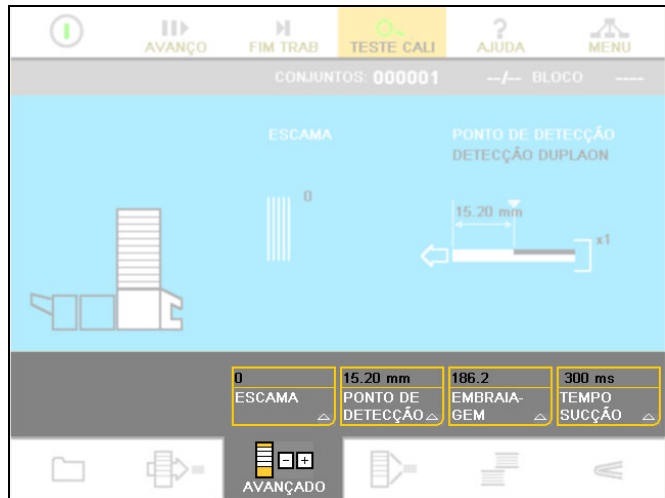 AVANÇO
FIM TRAB
TESTE CALI
AJUDA
MENU
CONJUNTOS: 000001 --/-- BLOCO ----
ESCAMA
PONTO DE DETECÇÃO
DETECÇÃO DUPLAON
0
15.20 mm
x1
0
ESCAMA
15.20 mm
PONTO DE
DETECÇÃO
186.2
EMBRAIA-
GEM
300 ms
TEMPO
SUCÇÃO
AVANÇADO